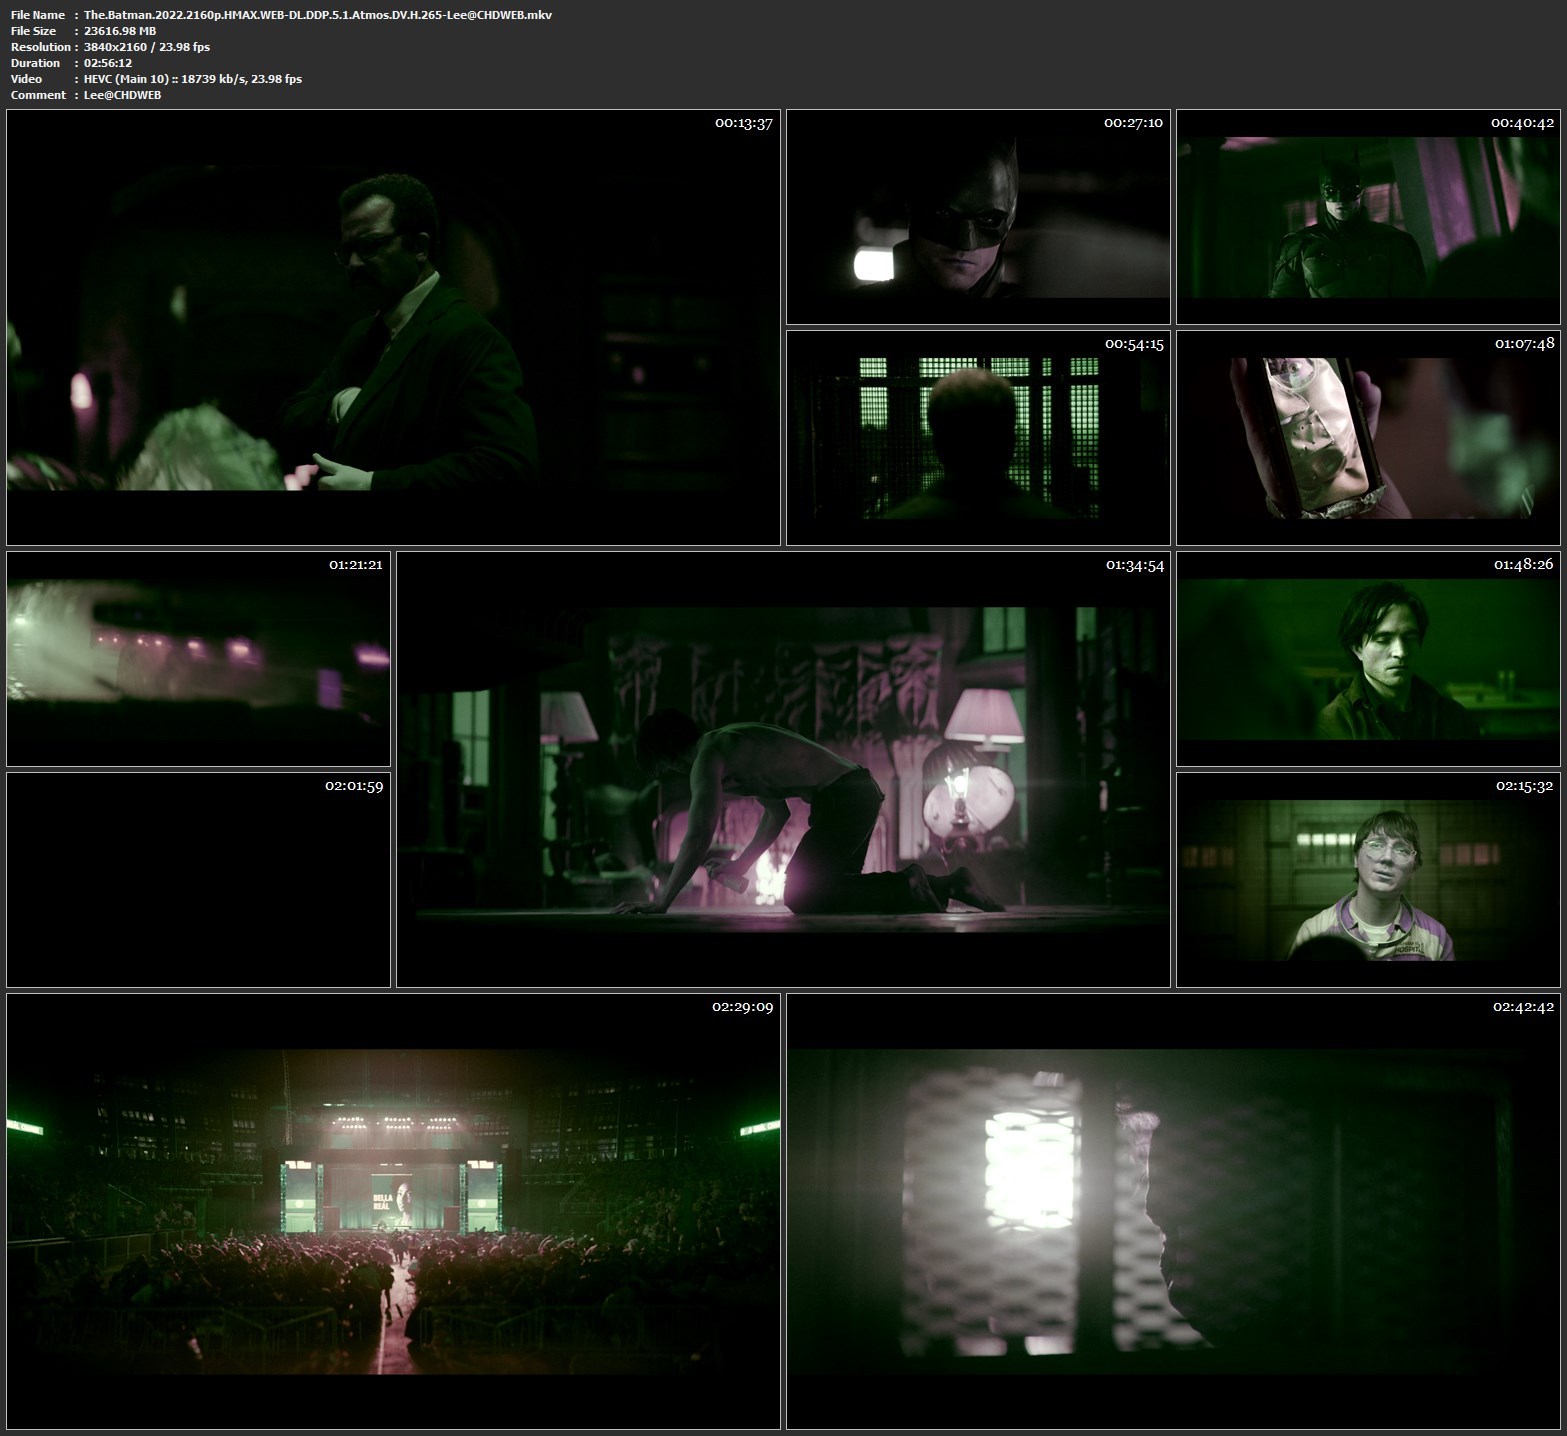 File Name : The.Batman.2022.2160p.HMAX.WEB-DL.DDP.5.1.Atmos.DV.H.265-Lee@CHDWEB.mkv
File Size : 23616.98 MB
Resolution : 3840x2160 / 23.98 fps
Duration : 02:56:12
Video : HEVC (Main 10) :: 18739 kb/s, 23.98 fps
Comment : Lee@CHDWEB
00:13:37
00:27:10
00:40:42
00:54:15
01:07:48
01:21:21
01:34:54
01:48:26
02:01:59
02:15:32
HOSPITAL
02:29:09
BELLA
REÁL
02:42:42